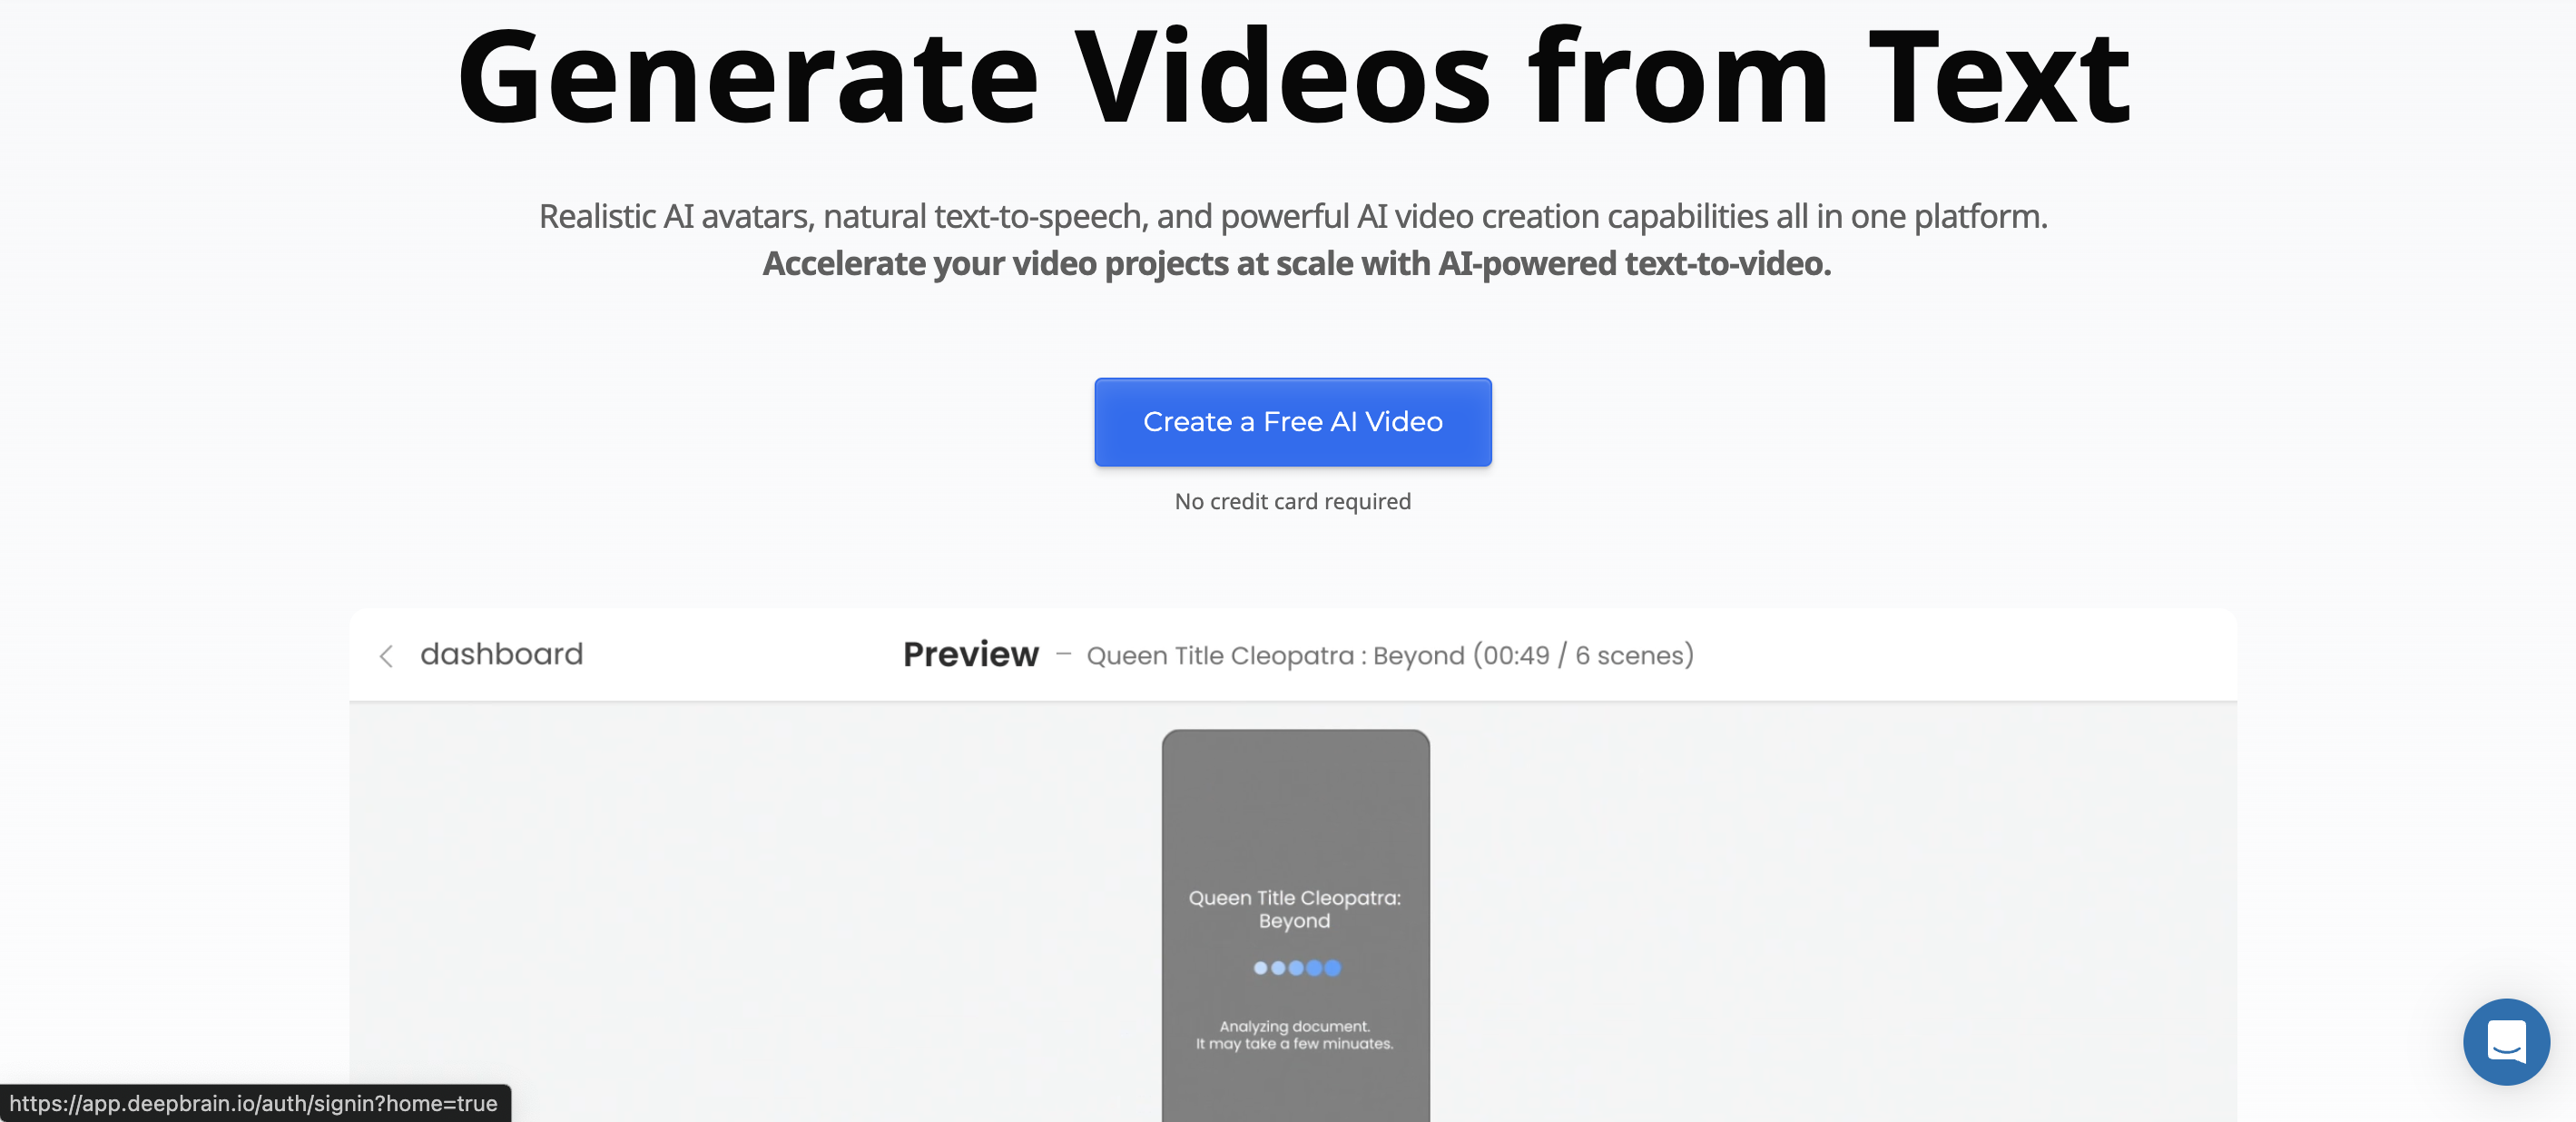 Generate Videos from Text
Realistic AI avatars, natural text-to-speech, and powerful AI video creation capabilities all in one platform.
Accelerate your video projects at scale with AI-powered text-to-video.
Create a Free AI Video
No credit card required
dashboard
Preview – Queen Title Cleopatra : Beyond (00:49 / 6 scenes)
Queen Title Cleopatra:
Beyond
Analyzing document.
It may take a few minuates.
https://app.deepbrain.io/auth/signin?home=true